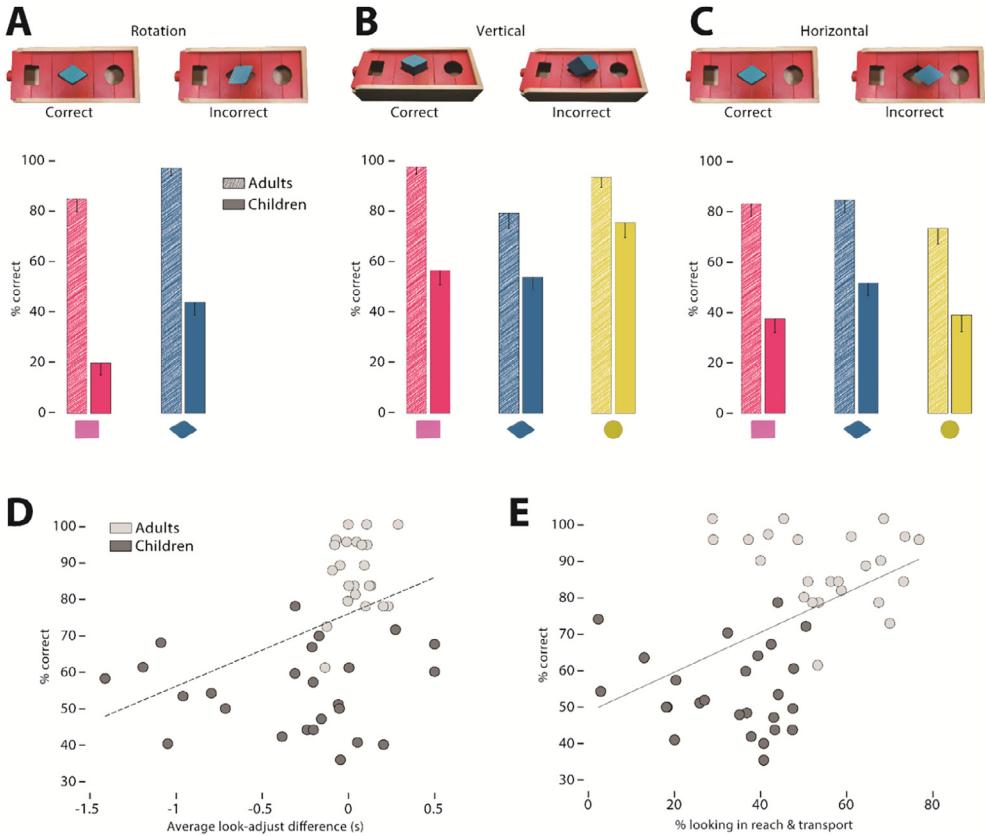 A
Rotation
Correct
Incorrect
% correct
100
80
60
40
20
0
Adults
Children
B
Vertical
Correct
Incorrect
% correct
100
80
60
40
20
0
C
Horizontal
Correct
Incorrect
% correct
100
80
60
40
20
0
D
Adults
Children
% correct
100
90
80
70
60
50
40
30
-1.5
-1
-0.5
0
0.5
Average look-adjust difference (s)
E
% correct
100
90
80
70
60
50
40
30
0
20
40
60
80
% looking in reach & transport